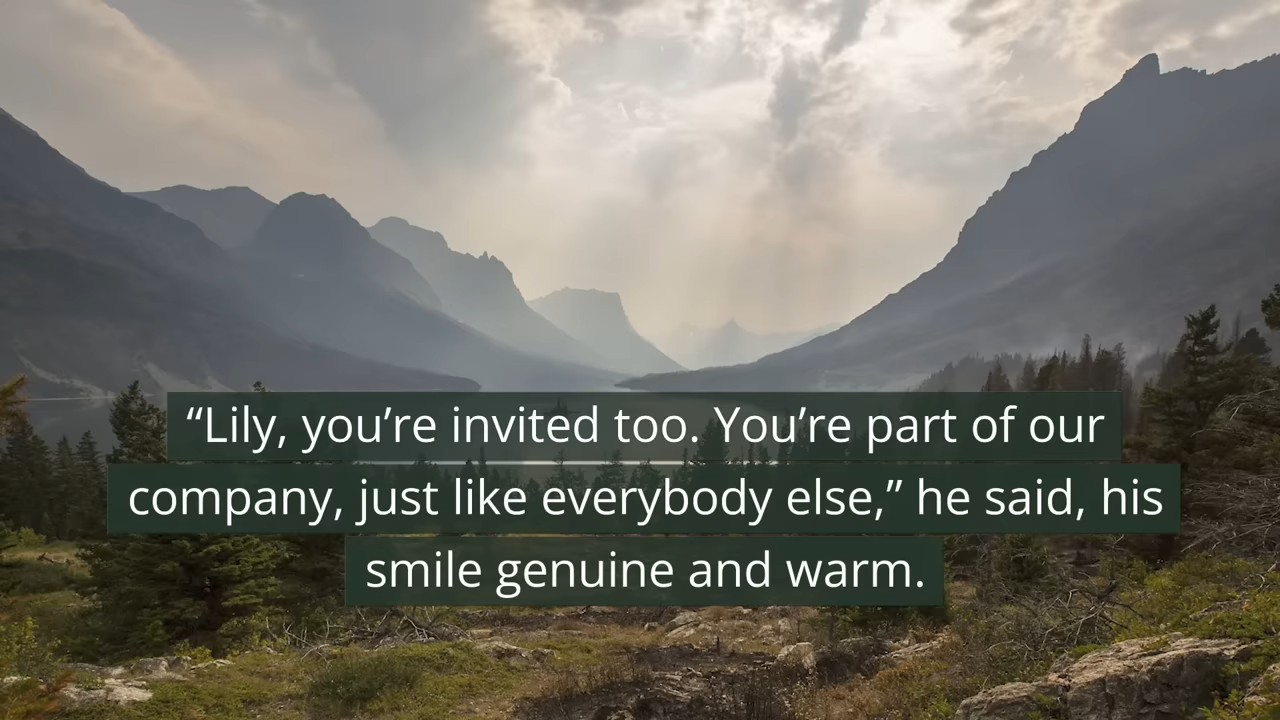 “Lily, you’re invited too. You’re part of our
company, just like everybody else,” he said, his
smile genuine and warm.